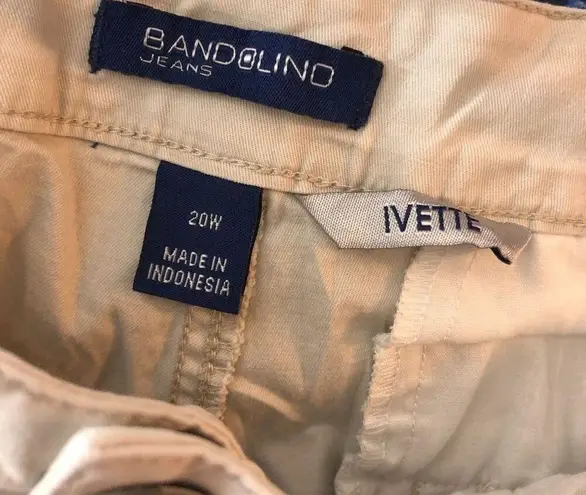 BANDOLINO
JEANS
20W
MADE IN
INDONESIA
IVETTE